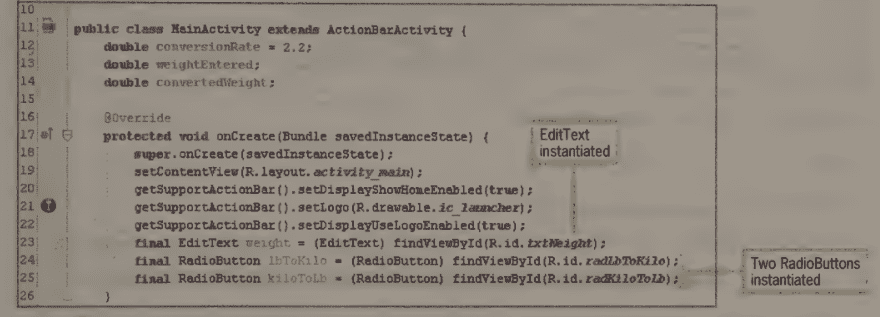 10
11 public class MainActivity extends ActionBarActivity {
12 double conversionRate = 2.2;
13 double weightEntered;
14 double convertedWeight;
15
16 @Override
17 protected void onCreate(Bundle savedInstanceState) {
18 super.onCreate(savedInstanceState);
19 setContentView(R.layout.activity_main);
20 getSupportActionBar().setDisplayShowHomeEnabled(true);
21 getSupportActionBar().setLogo(R.drawable.ic_launcher);
22 getSupportActionBar().setDisplayUseLogoEnabled(true);
23 final EditText weight = (EditText) findViewById(R.id.txtWeight);
24 final RadioButton lbToKilo = (RadioButton) findViewById(R.id.radLbToKilo);
25 final RadioButton kiloToLb = (RadioButton) findViewById(R.id.radKiloToLb);
26 }
EditText
instantiated
Two RadioButtons
instantiated